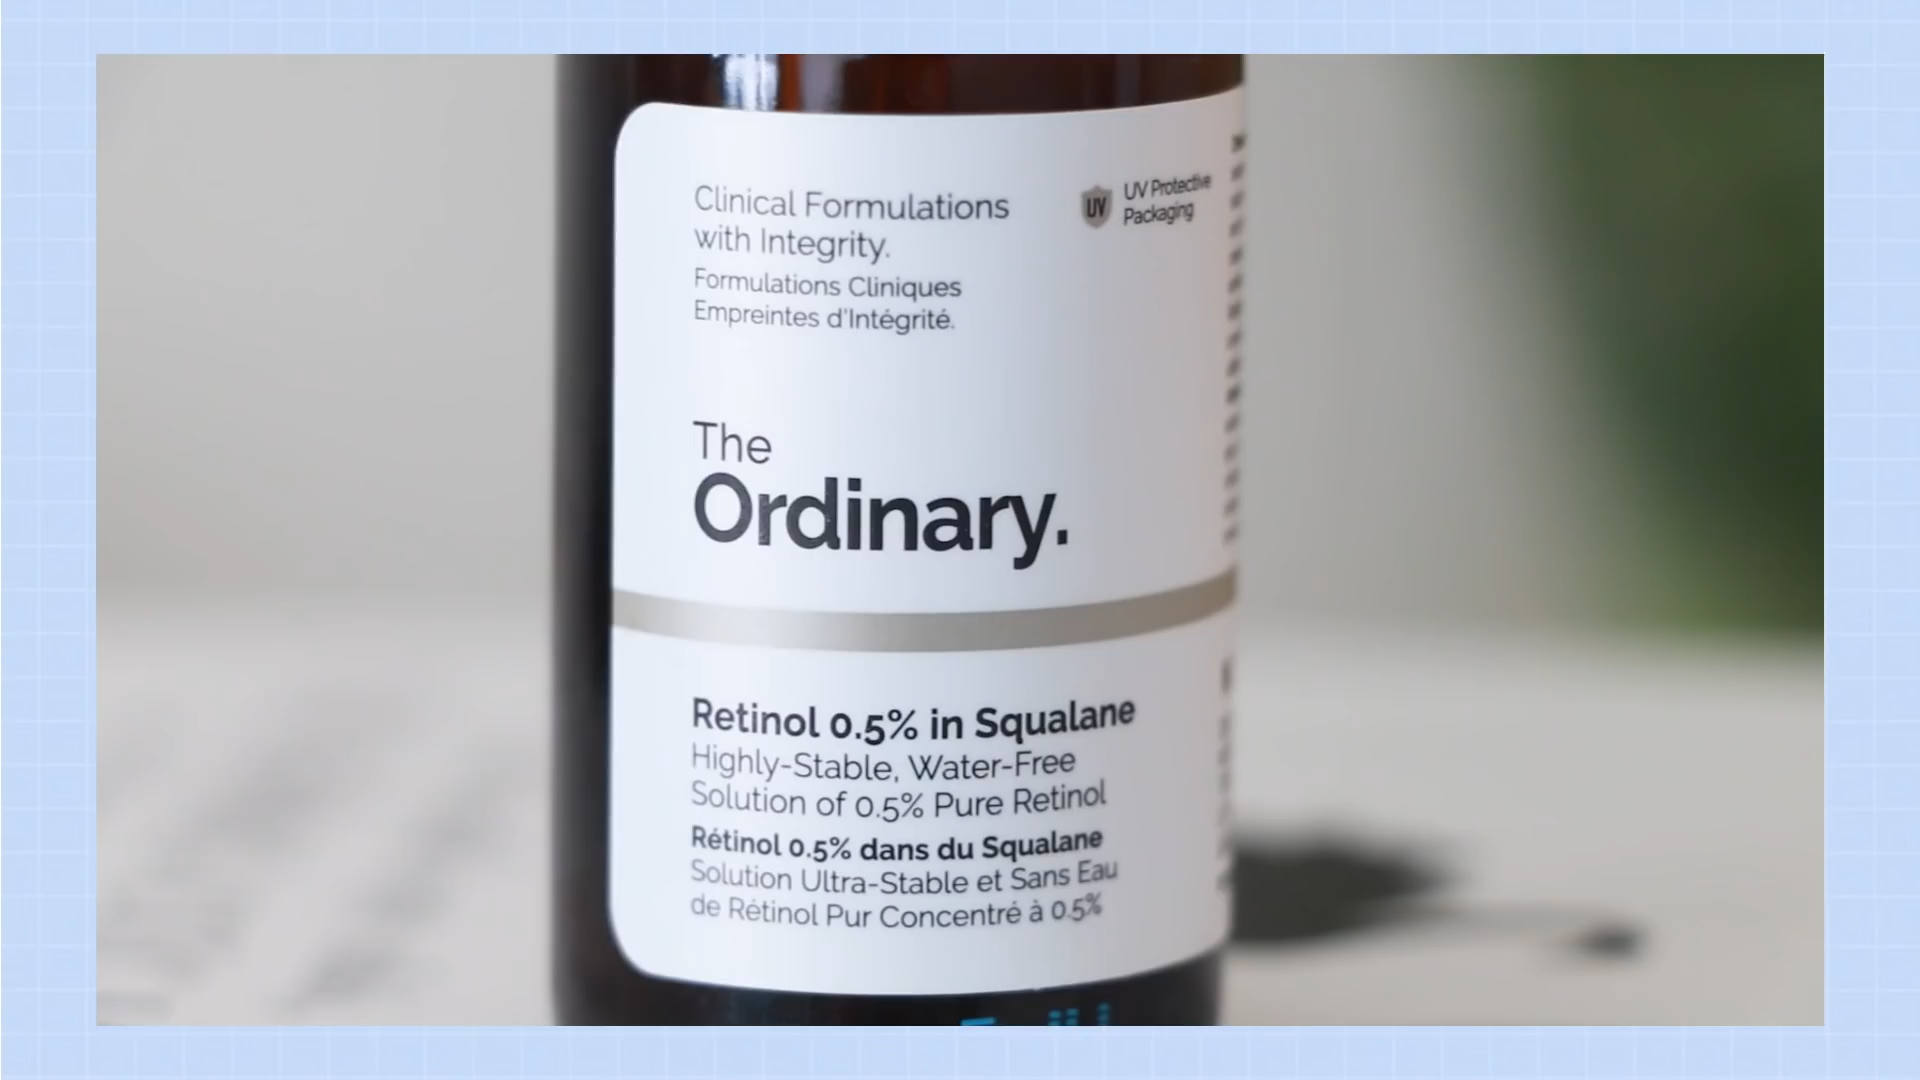 Clinical Formulations
with Integrity.
Formulations Cliniques
Empreintes d'Intégrité.
UV
UV Protective
Packaging
The
Ordinary.
Retinol 0.5% in Squalane
Highly-Stable, Water-Free
Solution of 0.5% Pure Retinol
Rétinol 0.5% dans du Squalane
Solution Ultra-Stable et Sans Eau
de Rétinol Pur Concentré à 0.5%